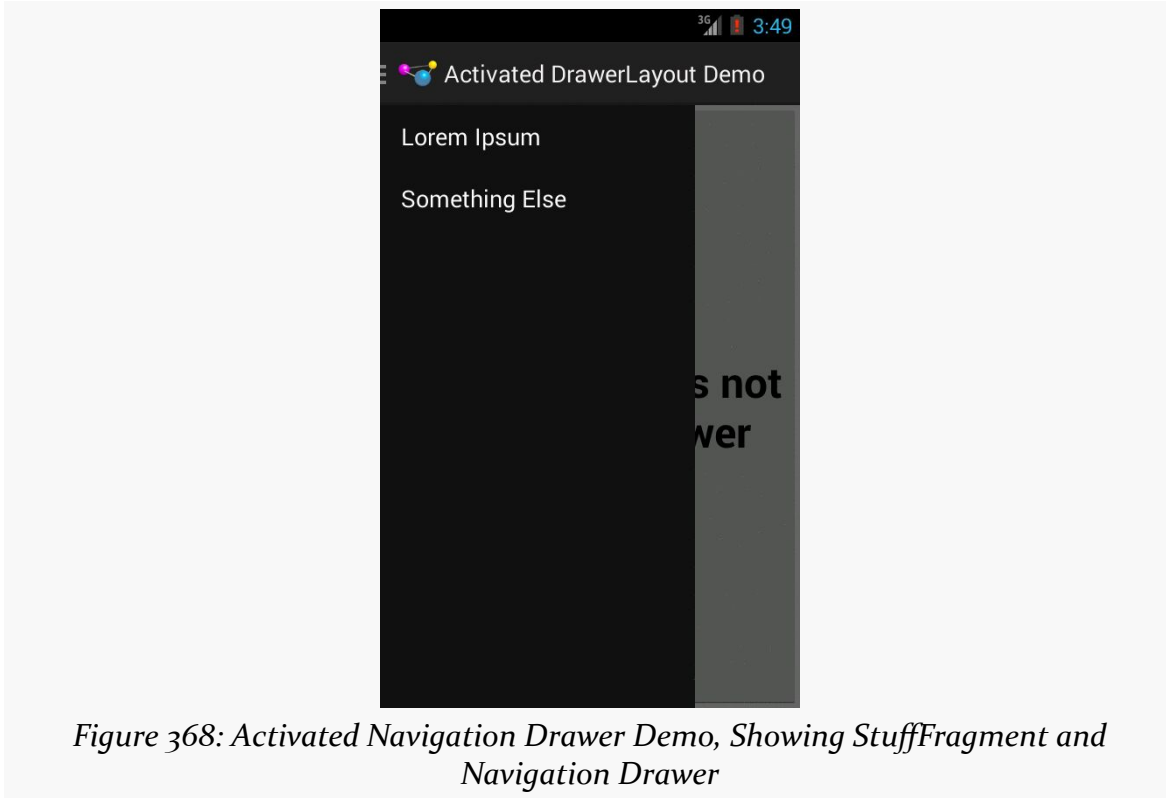 3G 3:49
Activated DrawerLayout Demo
Lorem Ipsum
Something Else
s not
wer
Figure 368: Activated Navigation Drawer Demo, Showing StuffFragment and
Navigation Drawer